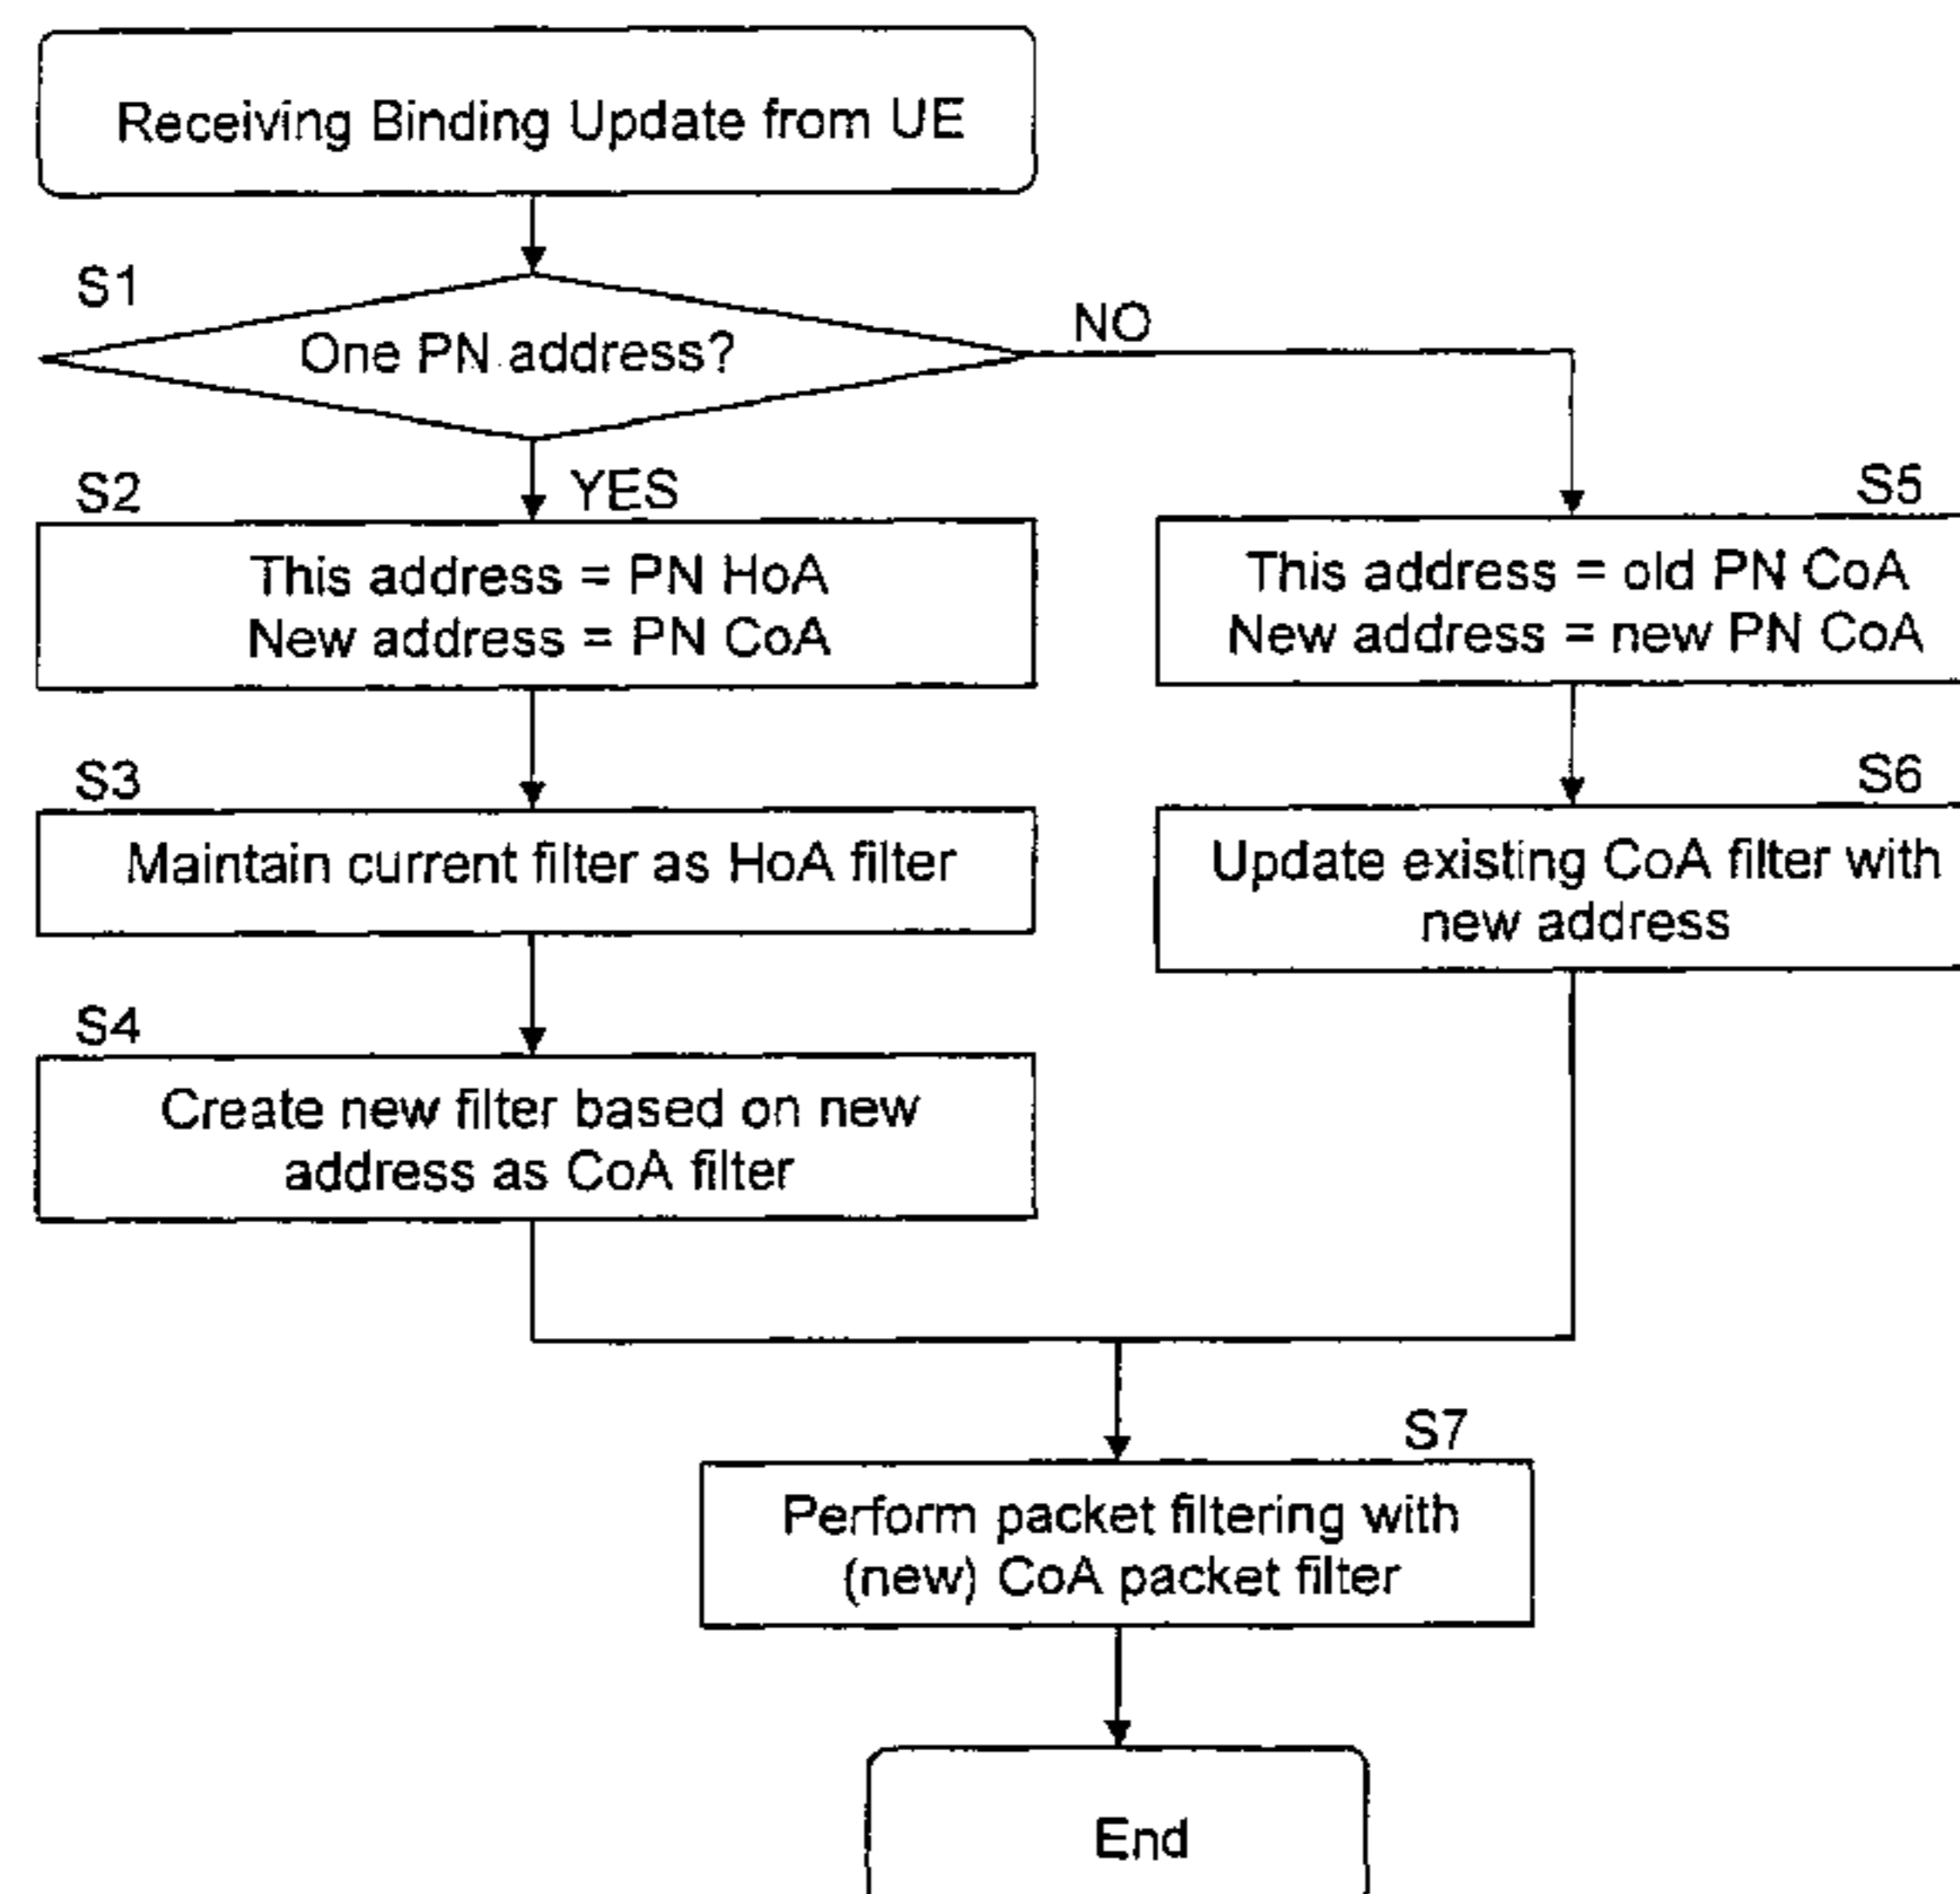 Receiving Binding Update from UE
S1
One PN address?
NO
YES
S2
This address = PN HoA
New address = PN CoA
S5
This address = old PN CoA
New address = new PN CoA
S3
Maintain current filter as HoA filter
S6
Update existing CoA filter with
new address
S4
Create new filter based on new
address as CoA filter
S7
Perform packet filtering with
(new) CoA packet filter
End